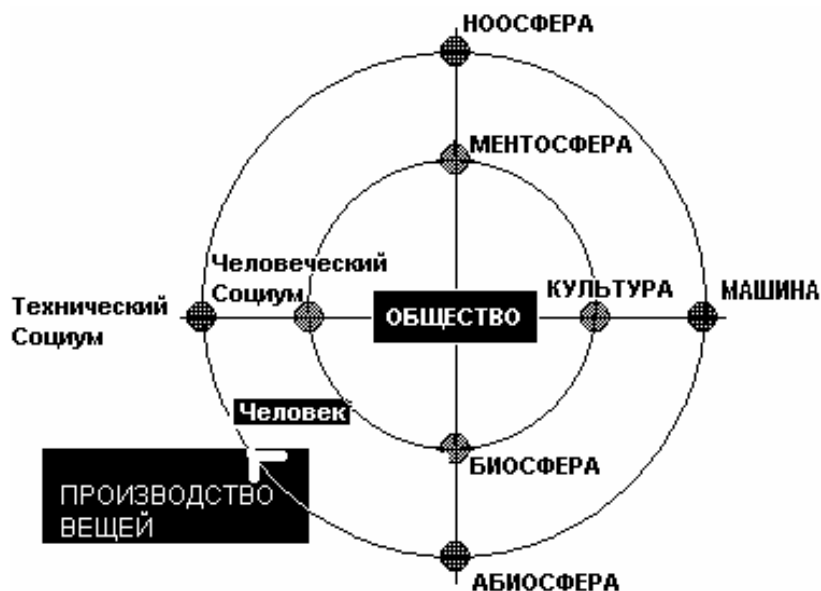 НООСФЕРА
МЕНТОСФЕРА
Человеческий
Социум
КУЛЬТУРА
МАШИНА
Технический
Социум
ОБЩЕСТВО
Человек
БИОСФЕРА
ПРОИЗВОДСТВО
ВЕЩЕЙ
АБИОСФЕРА